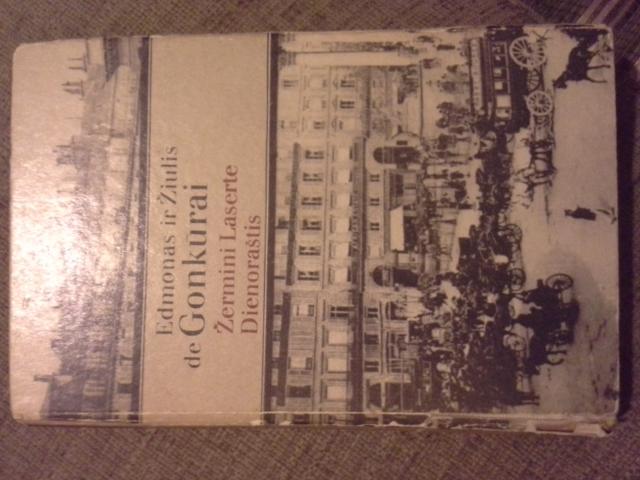 Edmonas ir Žiulis
de Gonkurai
Žermini Laserte
Dienoraštis